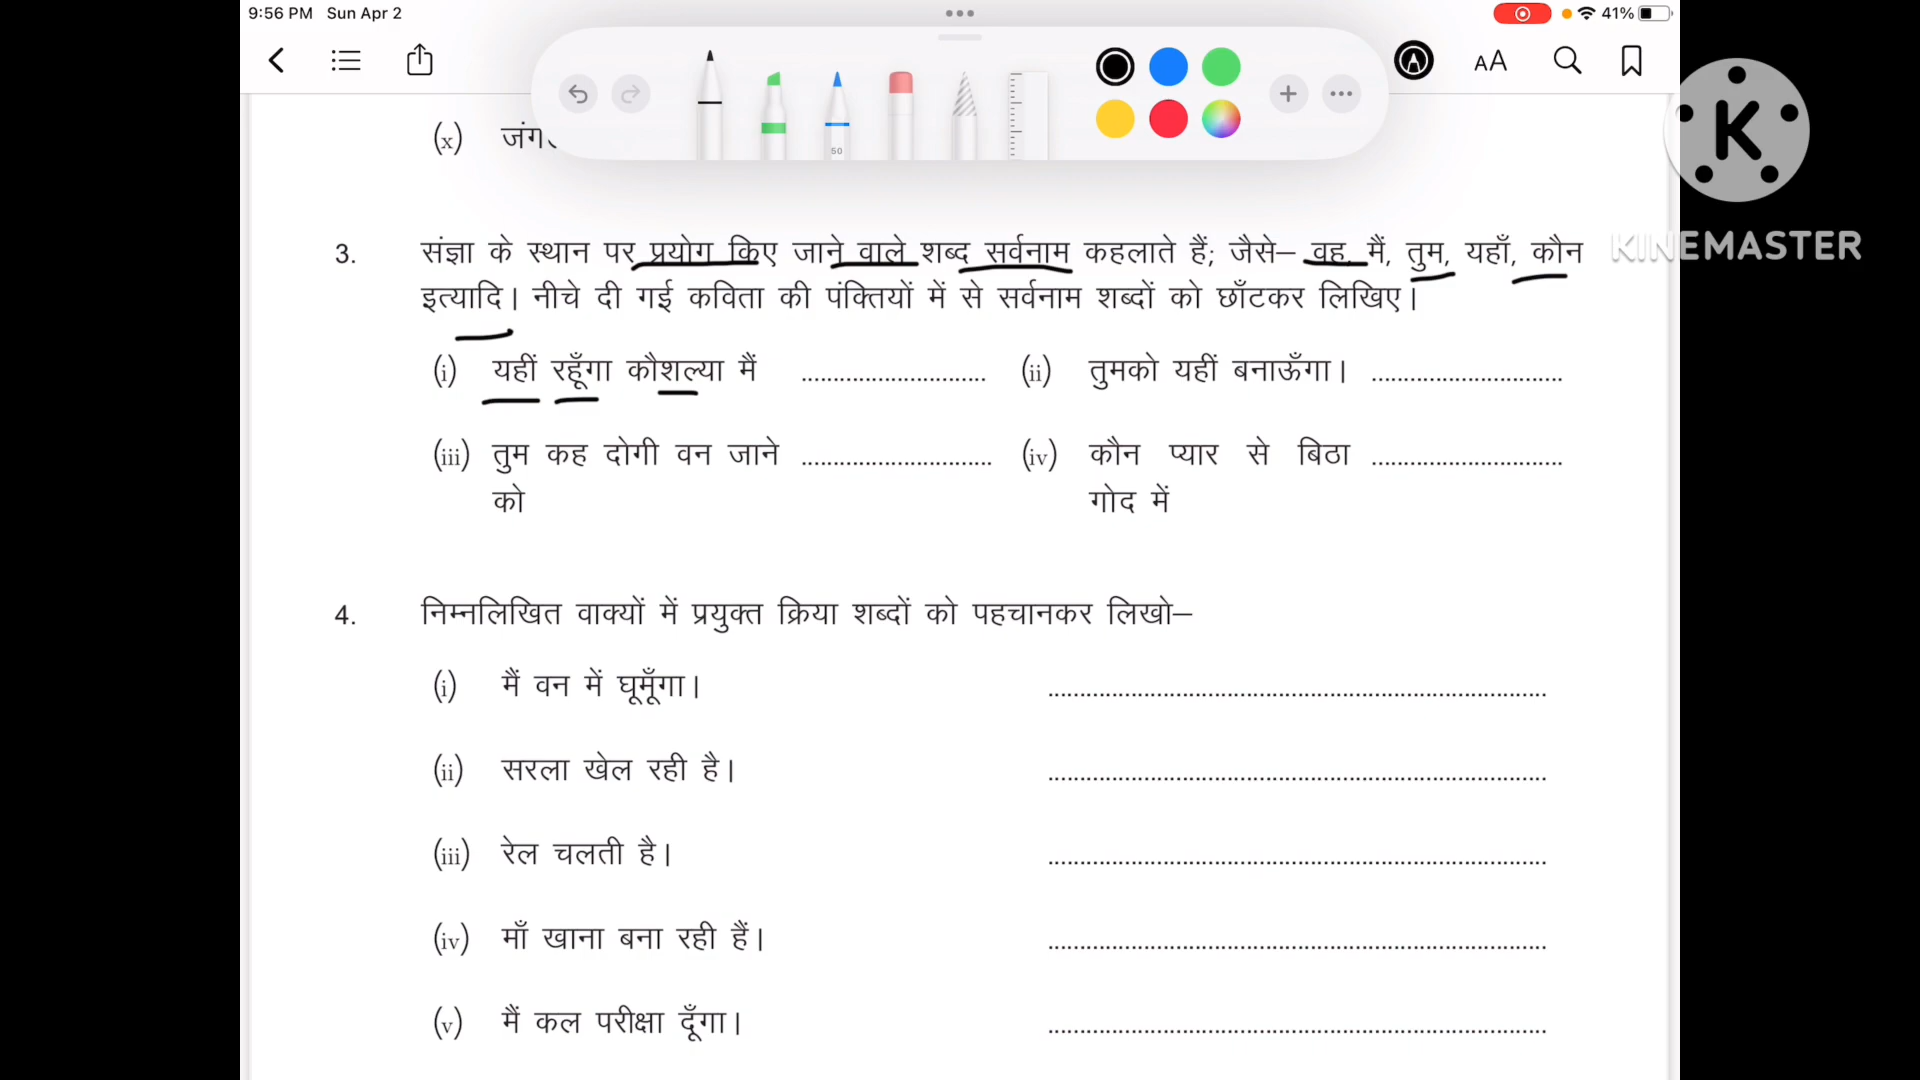 9:56 PM Sun Apr 2
41%
AA
50
K
KINEMASTER
(x)
3. संज्ञा के स्थान पर प्रयोग किए जाने वाले शब्द सर्वनाम कहलाते हैं; जैसे– वह, मैं, तुम, यहाँ, कौन
इत्यादि। नीचे दी गई कविता की पंक्तियों में से सर्वनाम शब्दों को छाँटकर लिखिए।
(i) यहीं रहूँगा कौशल्या मैं ............................. (ii) तुमको यहीं बनाऊँगा। ..............................
(iii) तुम कह दोगी वन जाने .............................. (iv) कौन प्यार से बिठा ..............................
को गोद में
4. निम्नलिखित वाक्यों में प्रयुक्त क्रिया शब्दों को पहचानकर लिखो–
(i) मैं वन में घूमूँगा। ...............................................................................
(ii) सरला खेल रही है। ...............................................................................
(iii) रेल चलती है। ...............................................................................
(iv) माँ खाना बना रही हैं। ...............................................................................
(v) मैं कल परीक्षा दूँगा। ...............................................................................